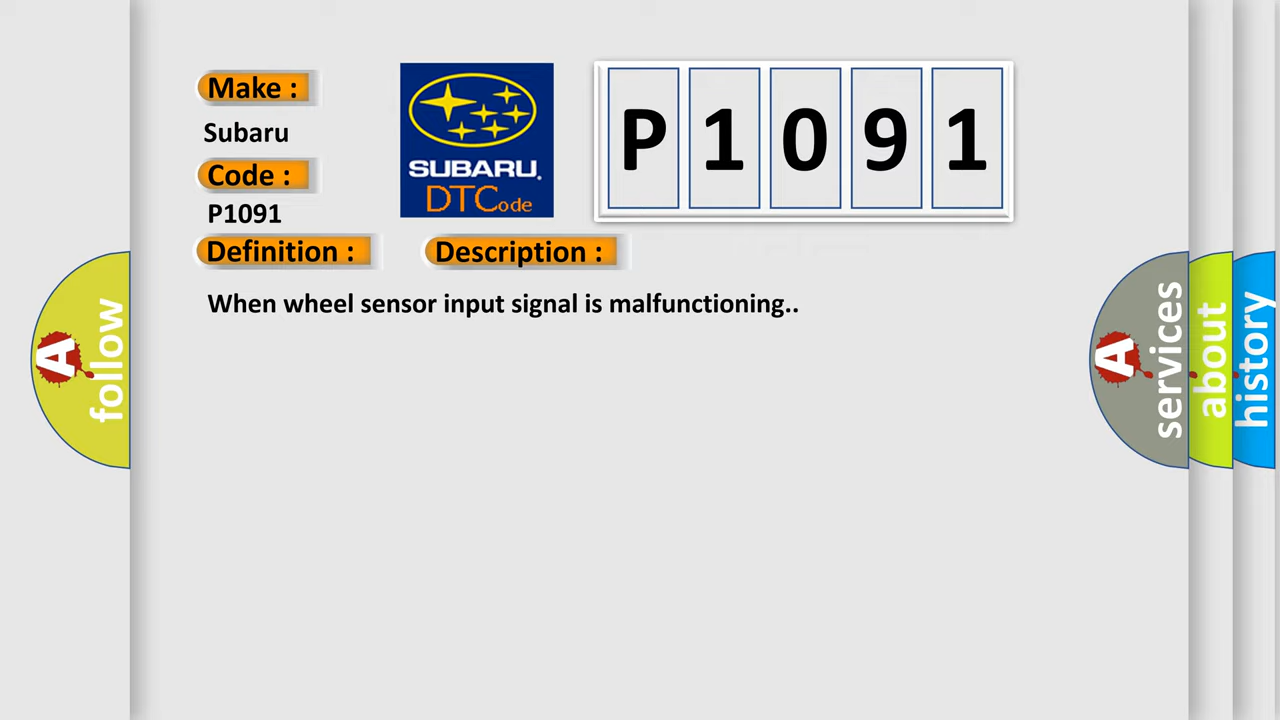 Make :
Subaru
Code :
P1091
Definition :
Description :
When wheel sensor input signal is malfunctioning..
SUBARU.
DTCode
P 1 0 9 1
A follow
A services
about
history